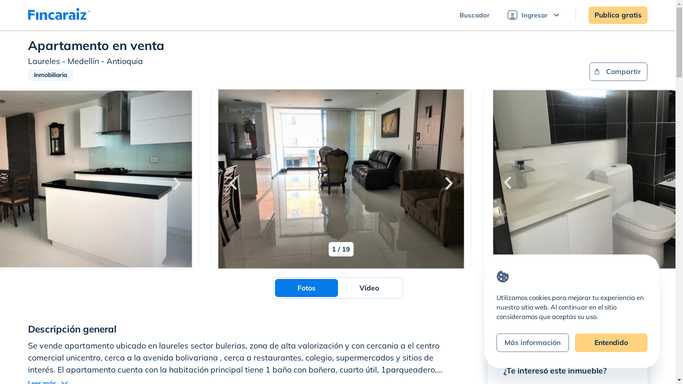 Fincaraiz
Buscador
Ingresar
Publica gratis
Apartamento en venta
Laureles - Medellín - Antioquia
Inmobiliaria
Compartir
1 / 19
Fotos
Video
Utilizamos cookies para mejorar tu experiencia en
nuestro sitio web. Al continuar en el sitio
consideramos que aceptas su uso.
Más información
Entendido
Descripción general
Se vende apartamento ubicado en laureles sector bulerias, zona de alta valorización y con cercania a el centro
comercial unicentro, cerca a la avenida bolivariana , cerca a restaurantes, colegio, supermercados y sitios de
interés. El apartamento cuenta con la habitación principal tiene 1 baño con bañera, cuarto útil, 1parqueadero,...
Leer más
¿Te interesó este inmueble?